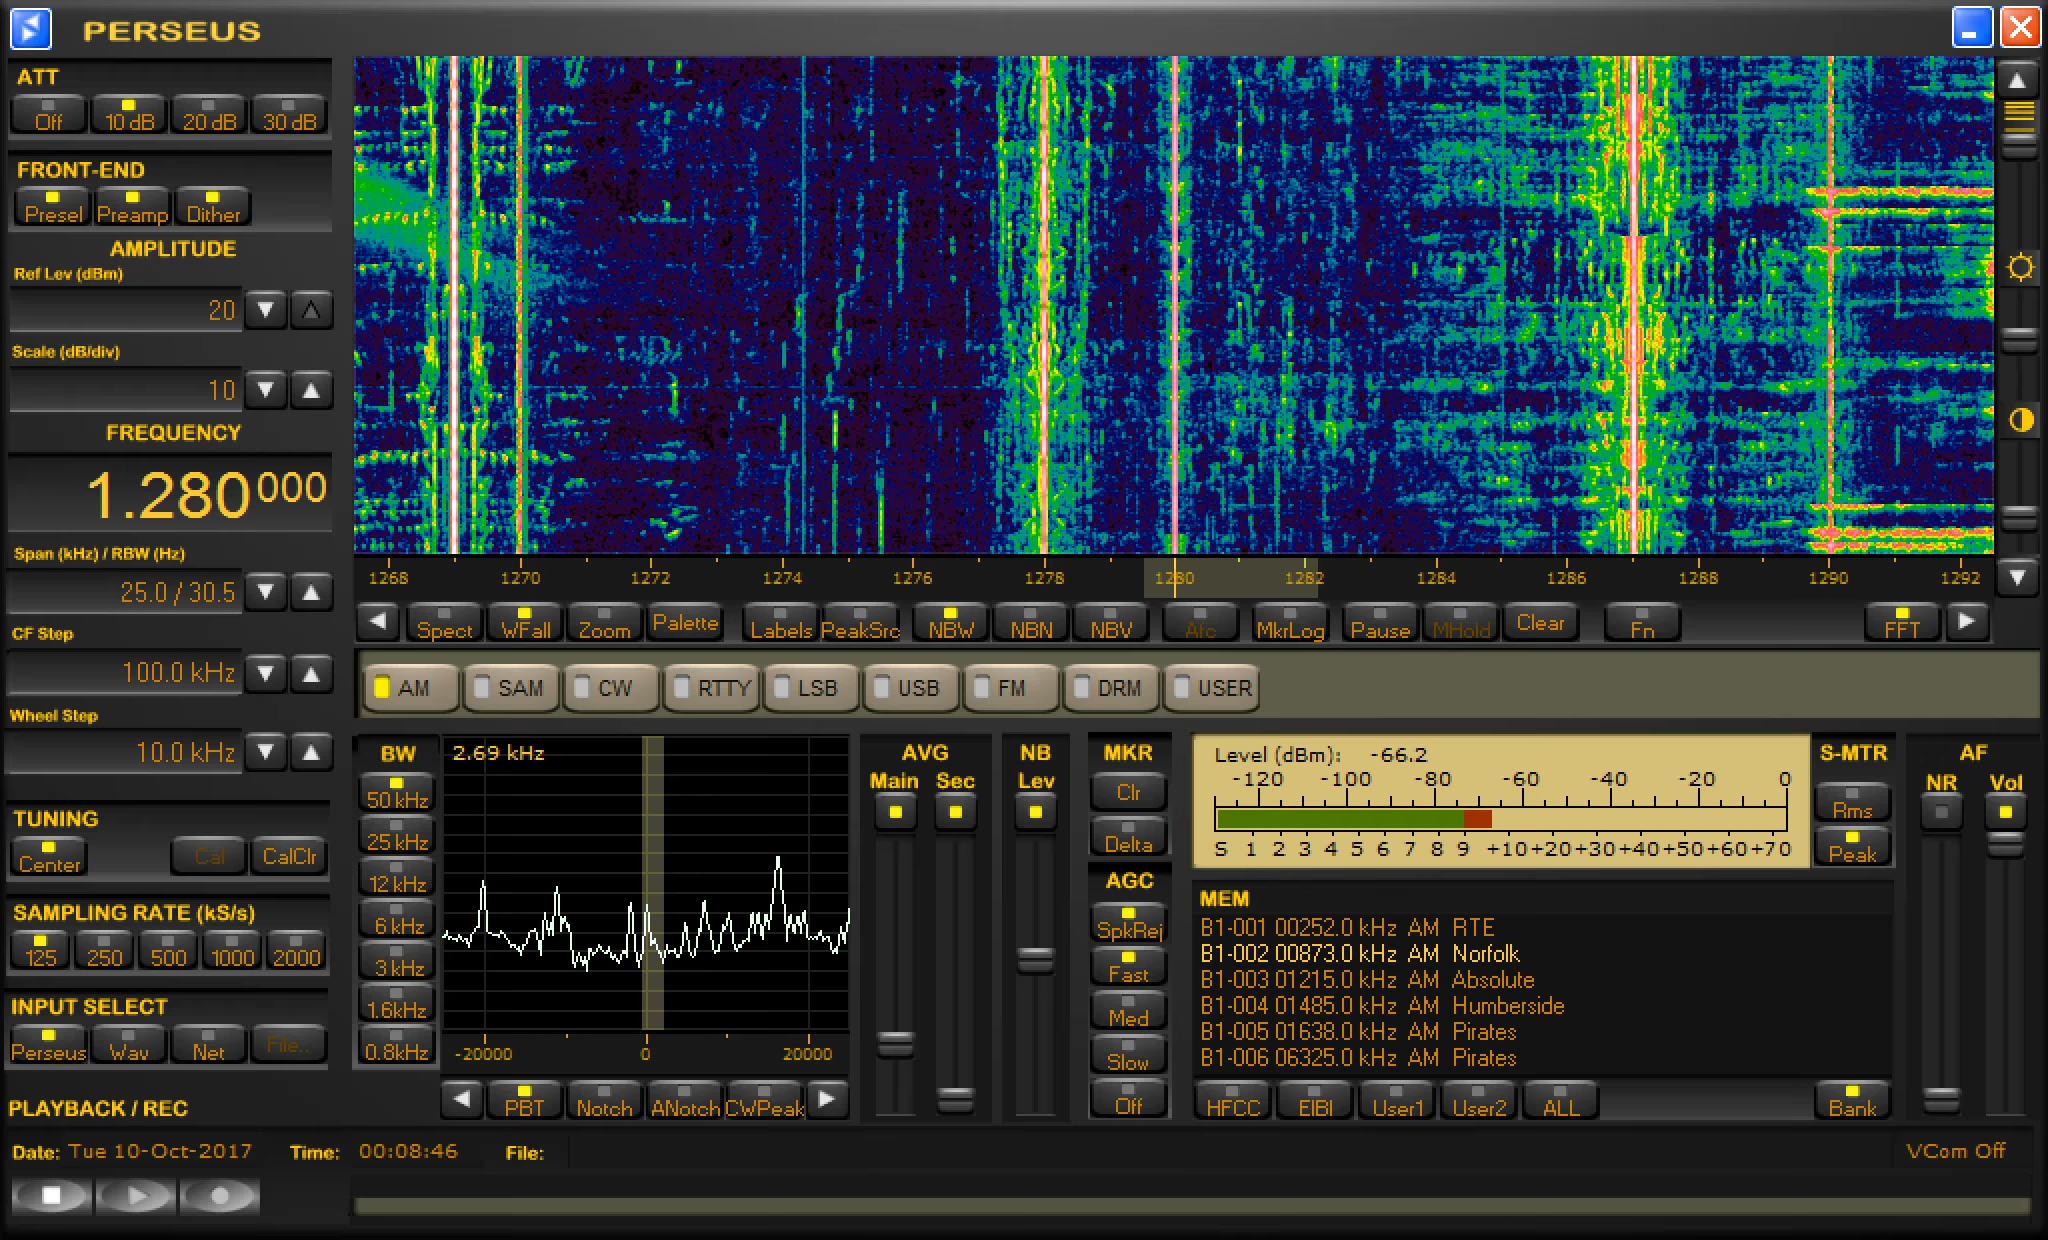 PERSEUS
ATT
Off 10 dB 20 dB 30 dB
FRONT-END
Presel Preamp Dither
AMPLITUDE
Ref Lev (dBm)
20
Scale (dB/div)
10
FREQUENCY
1.280 000
Span (kHz) / RBW (Hz)
25.0 / 30.5
CF Step
100.0 kHz
Wheel Step
10.0 kHz
TUNING
Center Cal CalClr
SAMPLING RATE (kS/s)
125 250 500 1000 2000
INPUT SELECT
Perseus Wav Net File..
PLAYBACK / REC
1268 1270 1272 1274 1276 1278 1280 1282 1284 1286 1288 1290 1292
Spect WFall Zoom Palette Labels PeakSrc NBW NBN NBV Afc MkrLog Pause MHold Clear Fn FFT
AM SAM CW RTTY LSB USB FM DRM USER
BW
50 kHz
25 kHz
12 kHz
6 kHz
3 kHz
1.6kHz
0.8kHz
2.69 kHz
-20000 0 20000
PBT Notch ANotch CWPeak
AVG
Main Sec
NB
Lev
MKR
Clr
Delta
AGC
SpkRej
Fast
Med
Slow
Off
Level (dBm): -66.2
-120 -100 -80 -60 -40 -20 0
S 1 2 3 4 5 6 7 8 9 +10+20+30+40+50+60+70
S-MTR
Rms
Peak
AF
NR Vol
MEM
B1-001 00252.0 kHz AM RTE
B1-002 00873.0 kHz AM Norfolk
B1-003 01215.0 kHz AM Absolute
B1-004 01485.0 kHz AM Humberside
B1-005 01638.0 kHz AM Pirates
B1-006 06325.0 kHz AM Pirates
HFCC EIBI User1 User2 ALL Bank
Date: Tue 10-Oct-2017 Time: 00:08:46 File: VCom Off